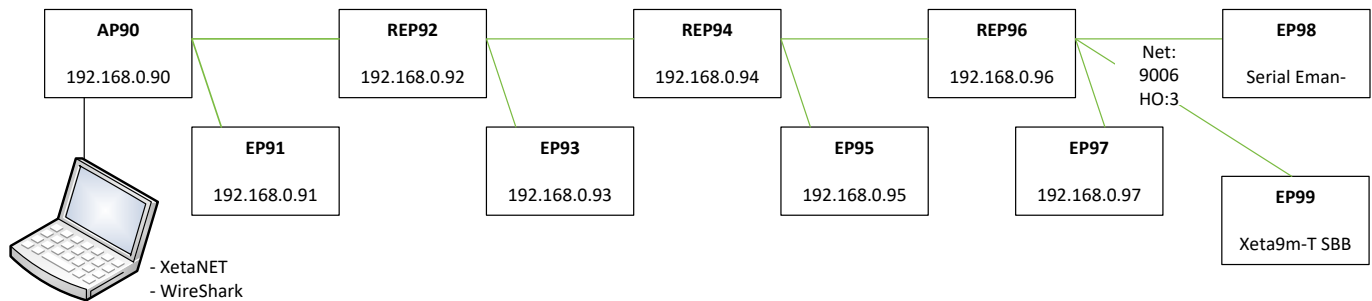 AP90
192.168.0.90
REP92
192.168.0.92
REP94
192.168.0.94
REP96
192.168.0.96
Net:
9006
HO:3
EP98
Serial Eman-
EP91
192.168.0.91
EP93
192.168.0.93
EP95
192.168.0.95
EP97
192.168.0.97
EP99
Xeta9m-T SBB
- XetaNET
- WireShark